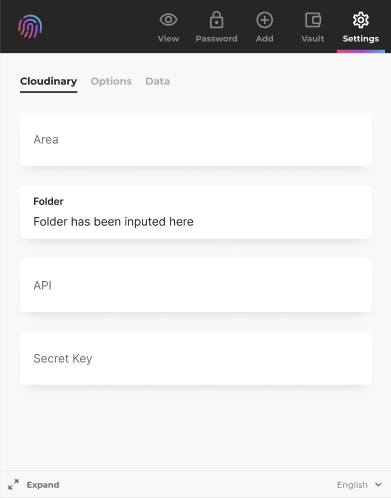 View Password Add Vault Settings
Cloudinary Options Data
Area
Folder
Folder has been inputed here
API
Secret Key
Expand English